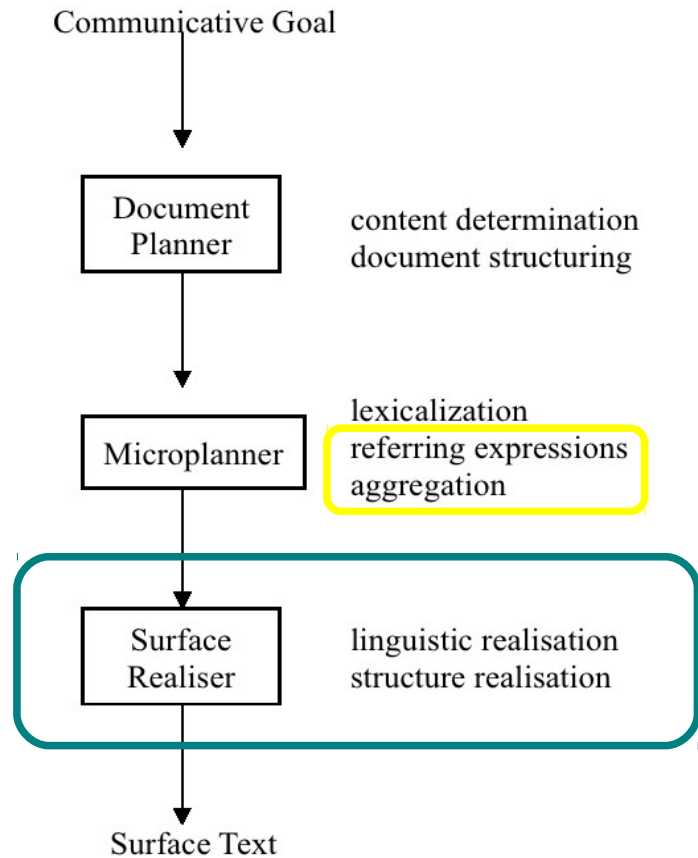 Communicative Goal
Document
Planner
content determination
document structuring
Microplanner
lexicalization
referring expressions
aggregation
Surface
Realiser
linguistic realisation
structure realisation
Surface Text